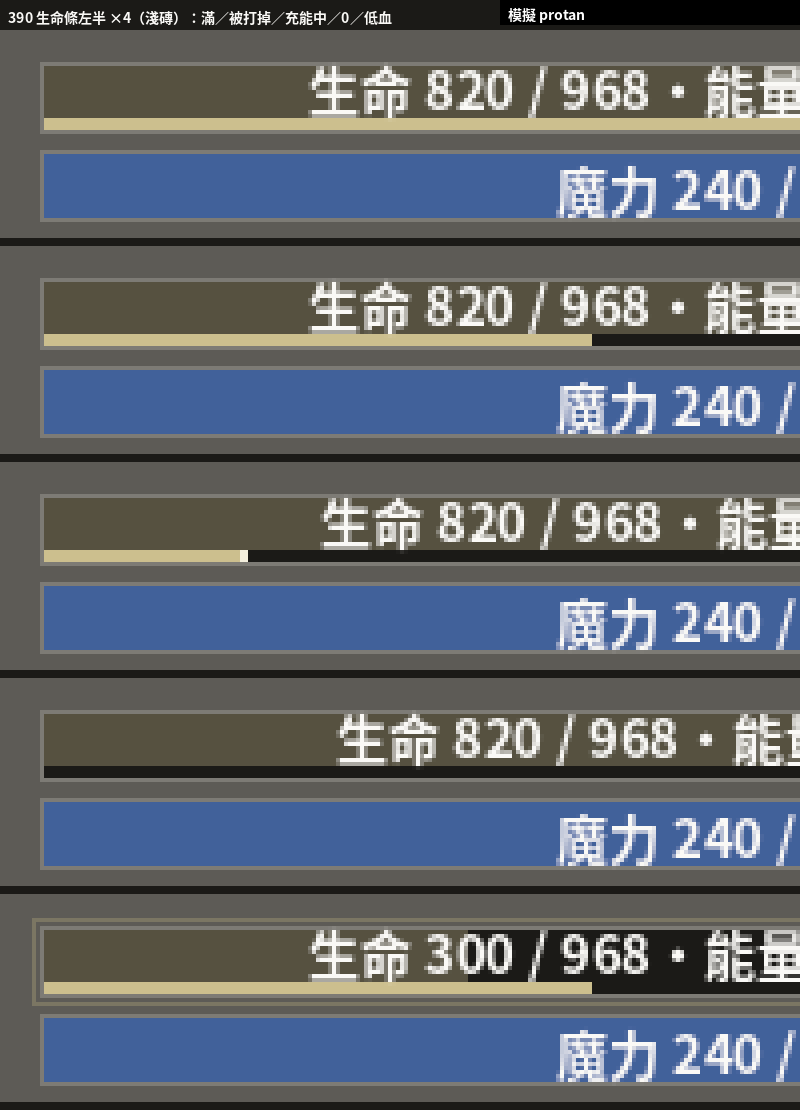 390 生命條左半 ×4（淺磚）：滿／被打掉／充能中／0／低血
模擬 protan
生命 820 / 968・能量
魔力 240 /
生命 820 / 968・能量
魔力 240 /
生命 820 / 968・能量
魔力 240 /
生命 820 / 968・能量
魔力 240 /
生命 300 / 968・能量
魔力 240 /